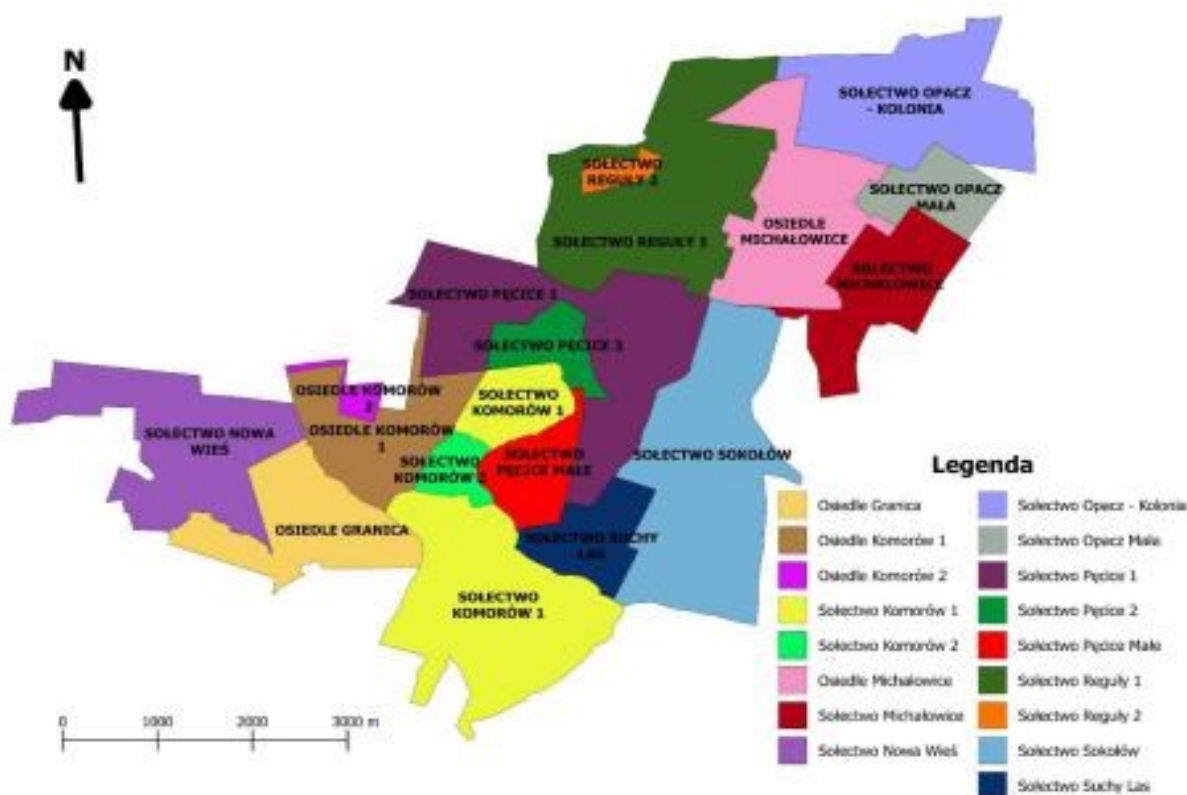 N
SOŁECTWO OPACZ
- KOLONIA
SOŁECTWO
REGUŁY 2
SOŁECTWO OPACZ
MAŁA
OSIEDLE
MICHAŁOWICE
SOŁECTWO REGUŁY 1
SOŁECTWO
MICHAŁOWICE
SOŁECTWO PĘCICE 1
SOŁECTWO PĘCICE 2
OSIEDLE KOMORÓW
2
SOŁECTWO
KOMORÓW 1
SOŁECTWO NOWA
WIEŚ
OSIEDLE KOMORÓW
1
SOŁECTWO
KOMORÓW 2
SOŁECTWO
PĘCICE MAŁE
SOŁECTWO SOKOŁÓW
OSIEDLE GRANICA
SOŁECTWO SUCHY
LAS
SOŁECTWO
KOMORÓW 1
0 1000 2000 3000 m
Legenda
Osiedle Granica
Osiedle Komorów 1
Osiedle Komorów 2
Sołectwo Komorów 1
Sołectwo Komorów 2
Osiedle Michałowice
Sołectwo Michałowice
Sołectwo Nowa Wieś
Sołectwo Opacz - Kolonia
Sołectwo Opacz Małe
Sołectwo Pęcice 1
Sołectwo Pęcice 2
Sołectwo Pęcice Małe
Sołectwo Reguły 1
Sołectwo Reguły 2
Sołectwo Sokołów
Sołectwo Suchy Las